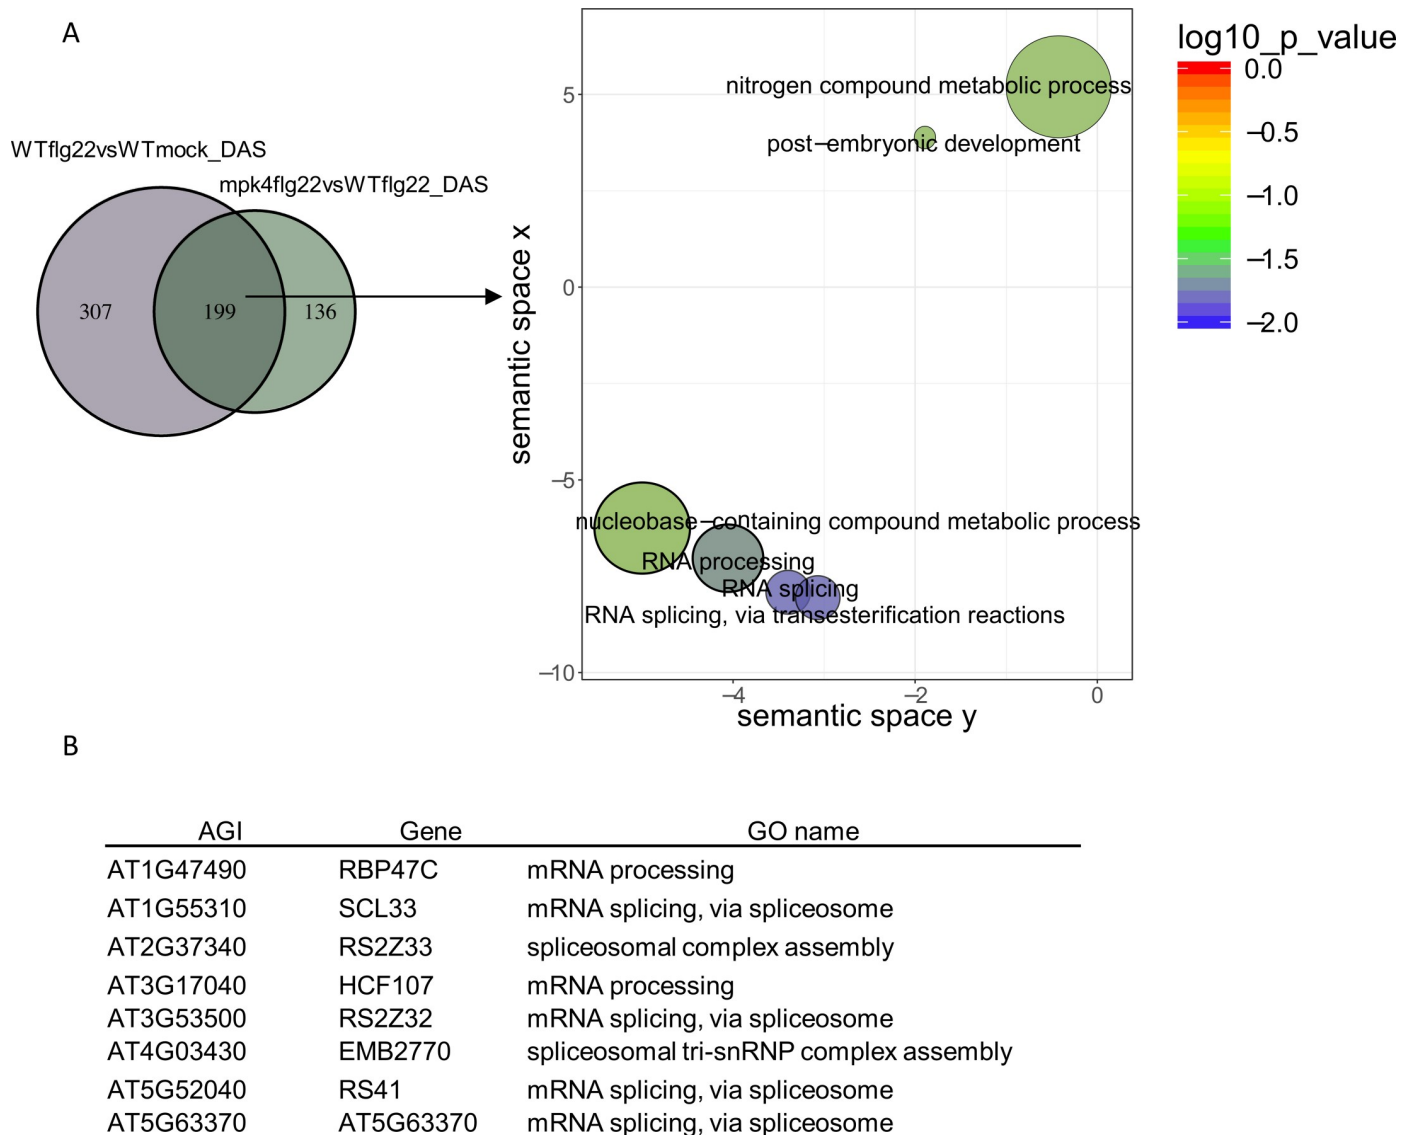 A
WTflg22vsWTmock_DAS
mpk4flg22vsWTflg22_DAS
307
199
136
semantic space x
5
0
−5
−10
nitrogen compound metabolic process
post−embryonic development
nucleobase−containing compound metabolic process
RNA processing
RNA splicing
RNA splicing, via transesterification reactions
−4
−2
0
semantic space y
log10_p_value
0.0
−0.5
−1.0
−1.5
−2.0
B
AGI Gene GO name
AT1G47490 RBP47C mRNA processing
AT1G55310 SCL33 mRNA splicing, via spliceosome
AT2G37340 RS2Z33 spliceosomal complex assembly
AT3G17040 HCF107 mRNA processing
AT3G53500 RS2Z32 mRNA splicing, via spliceosome
AT4G03430 EMB2770 spliceosomal tri-snRNP complex assembly
AT5G52040 RS41 mRNA splicing, via spliceosome
AT5G63370 AT5G63370 mRNA splicing, via spliceosome